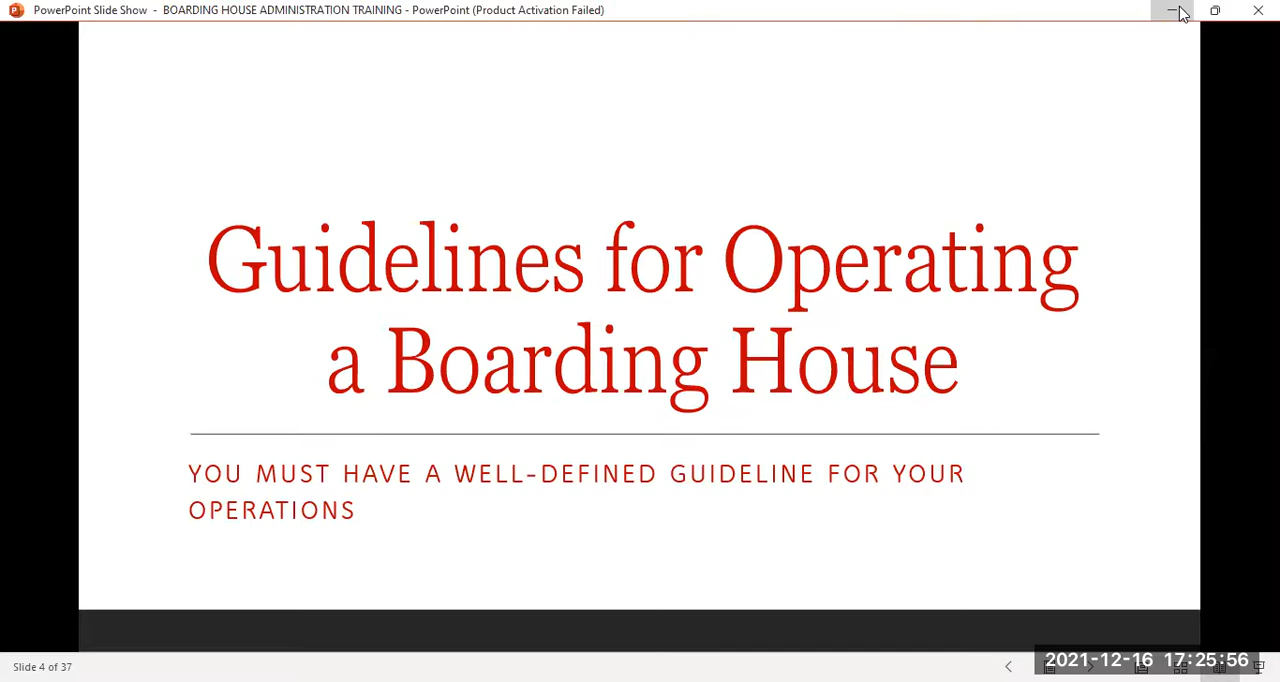 PowerPoint Slide Show - BOARDING HOUSE ADMINISTRATION TRAINING - PowerPoint (Product Activation Failed)
Guidelines for Operating
a Boarding House
YOU MUST HAVE A WELL-DEFINED GUIDELINE FOR YOUR
OPERATIONS
Slide 4 of 37
2021-12-16 17:25:56